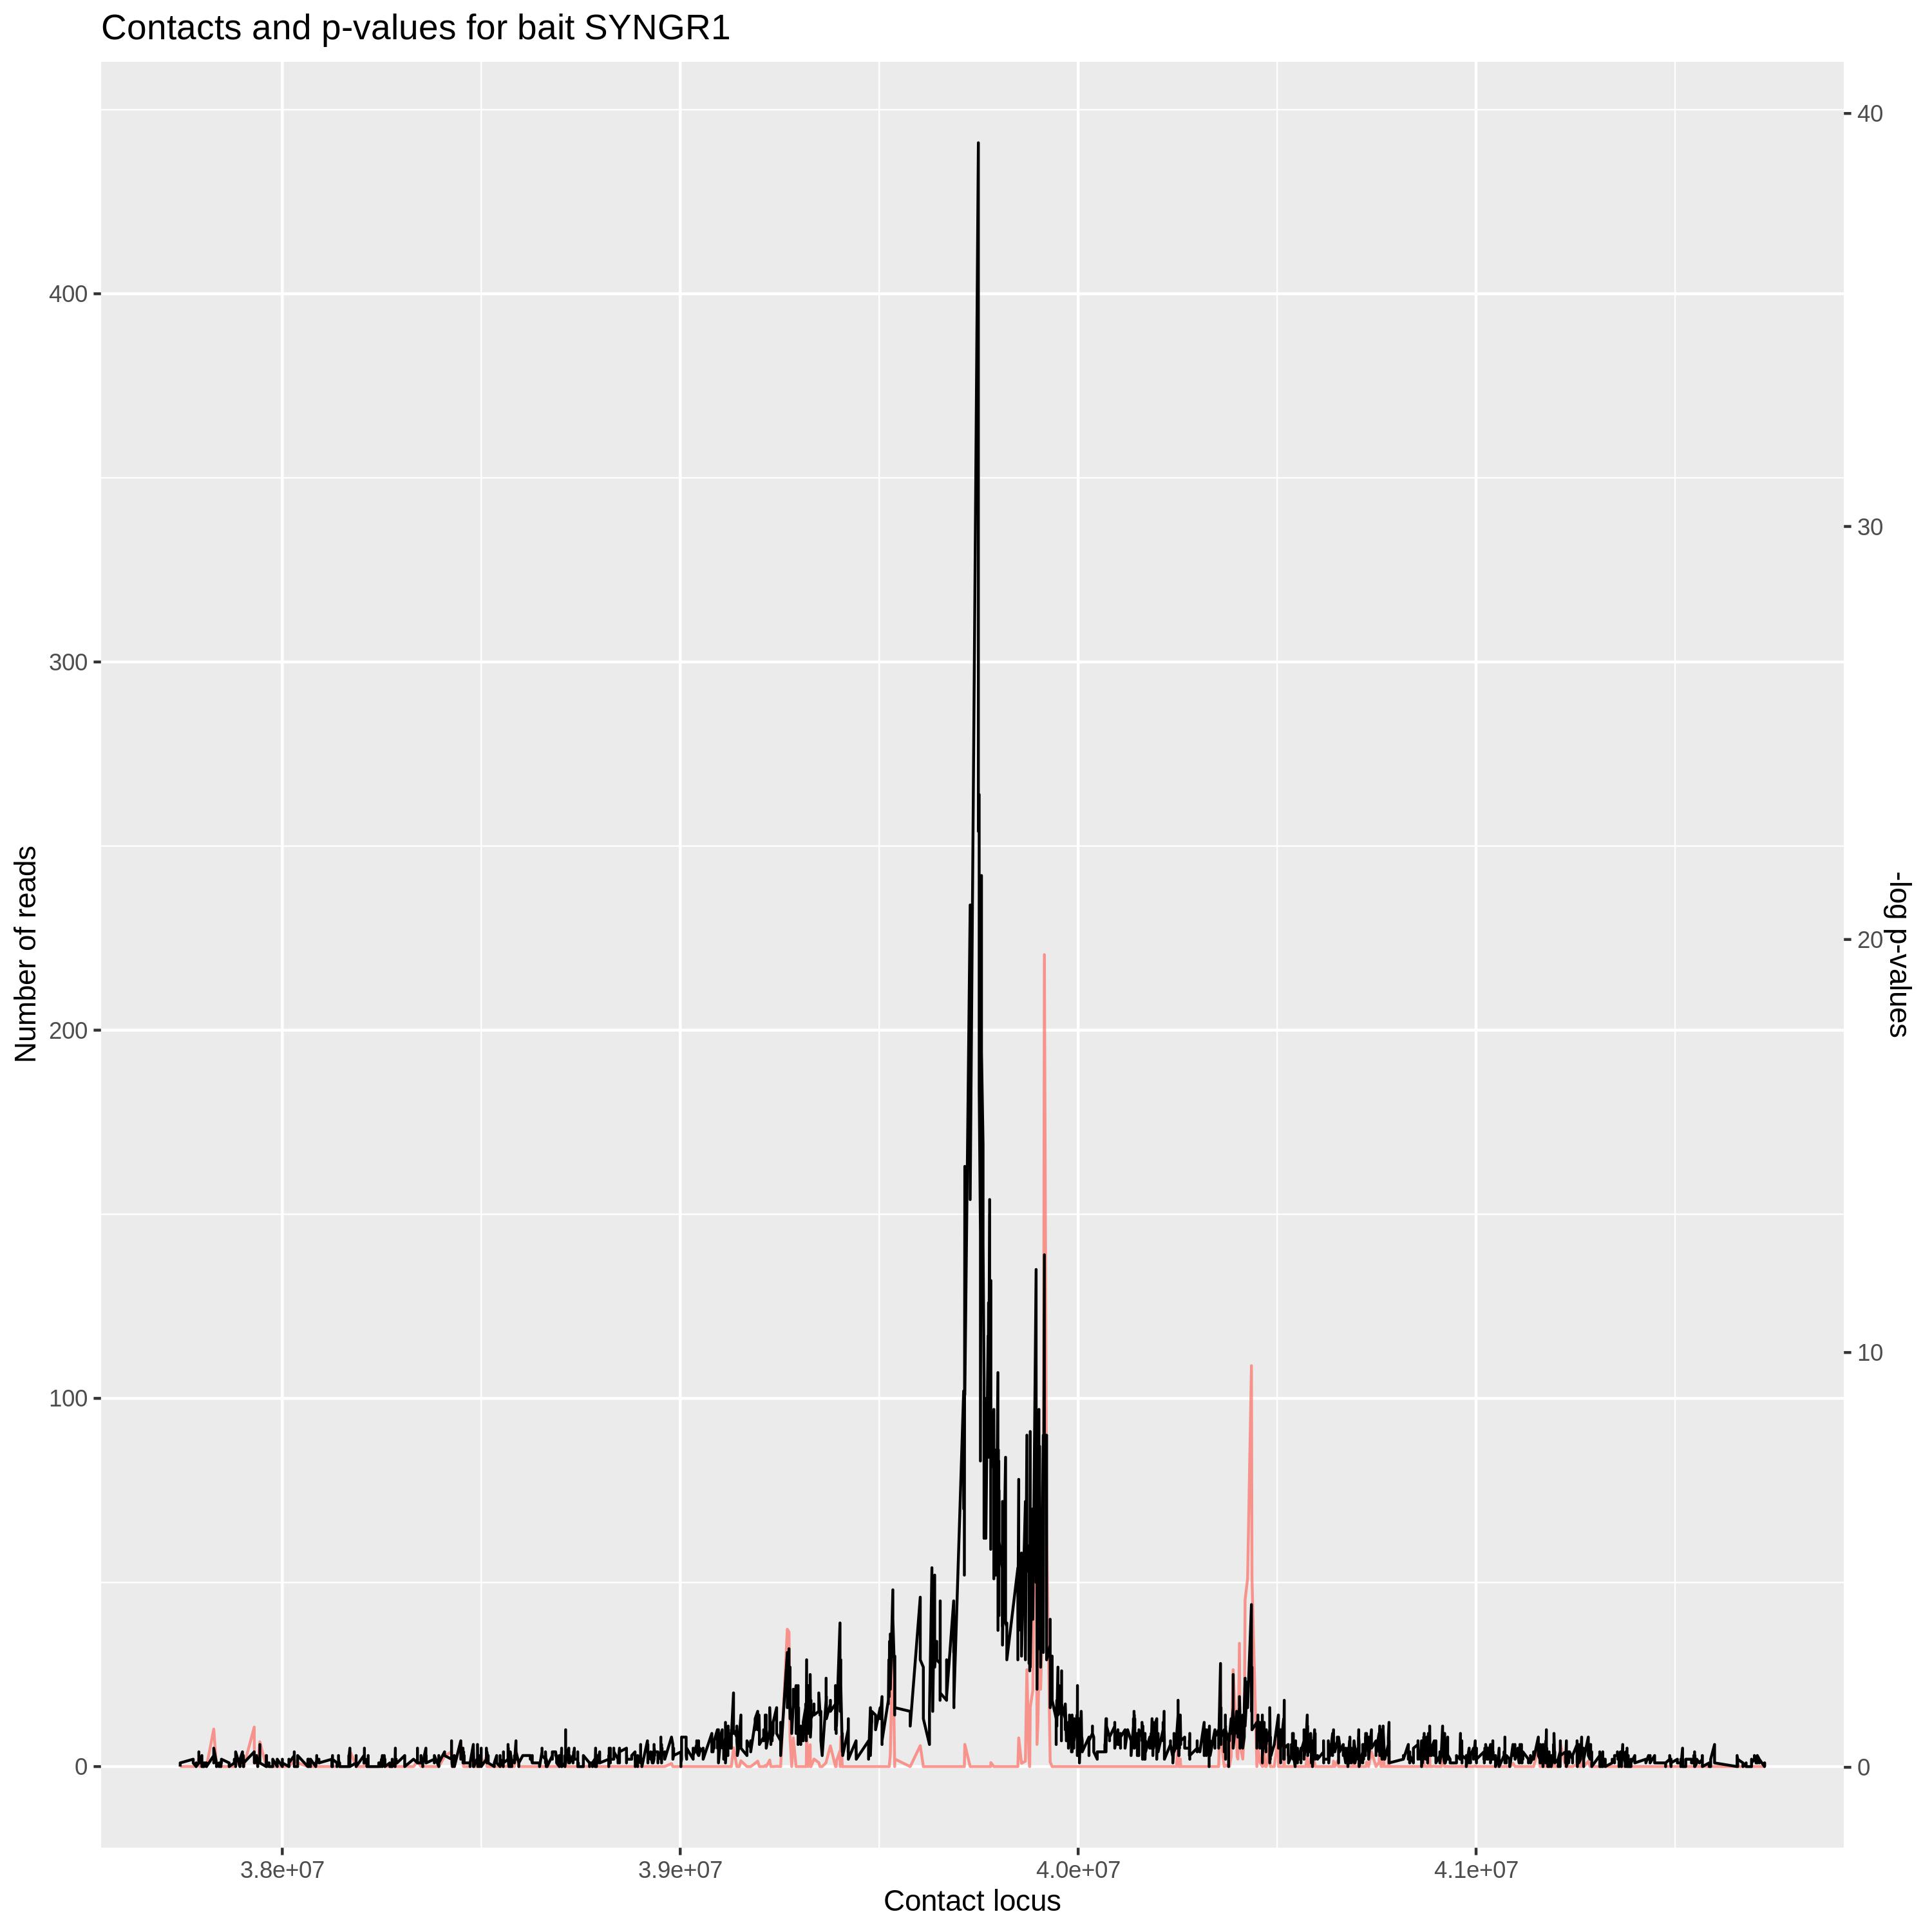 Contacts and p-values for bait SYNGR1
Number of reads
400
300
200
100
0
40
30
20
10
0
-log p-values
3.8e+07
3.9e+07
4.0e+07
4.1e+07
Contact locus